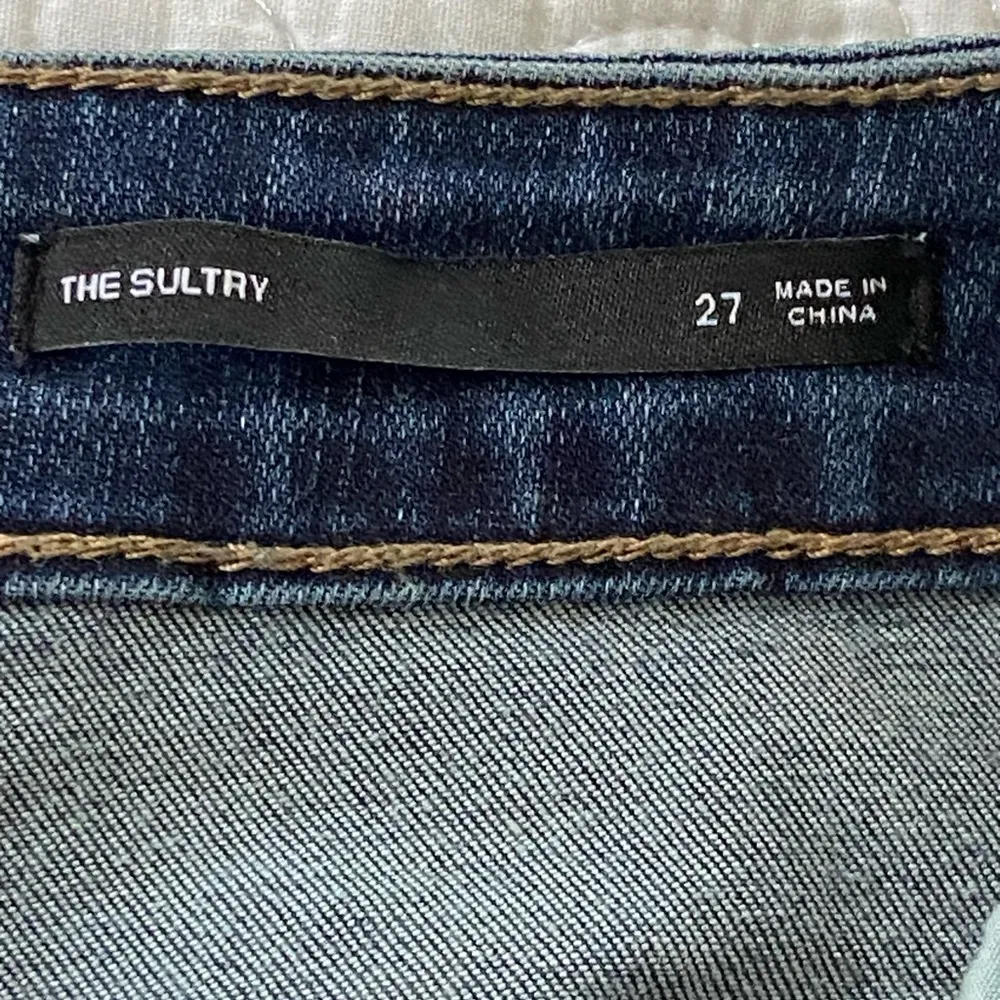 THE SULTRY
27
MADE IN
CHINA